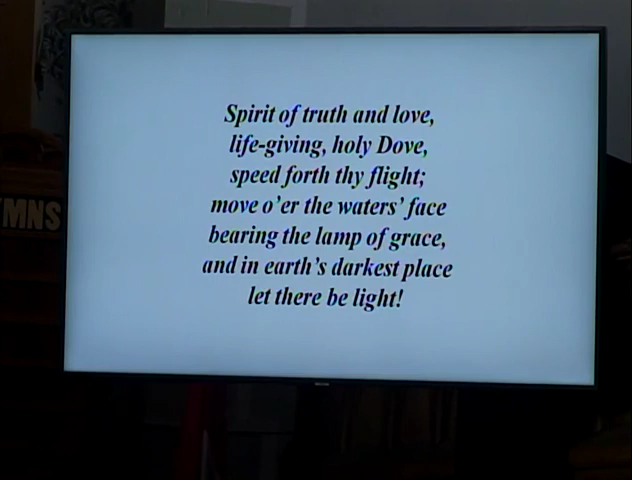 Spirit of truth and love,
life-giving, holy Dove,
speed forth thy flight;
move o'er the waters' face
bearing the lamp of grace,
and in earth's darkest place
let there be light!
MNS